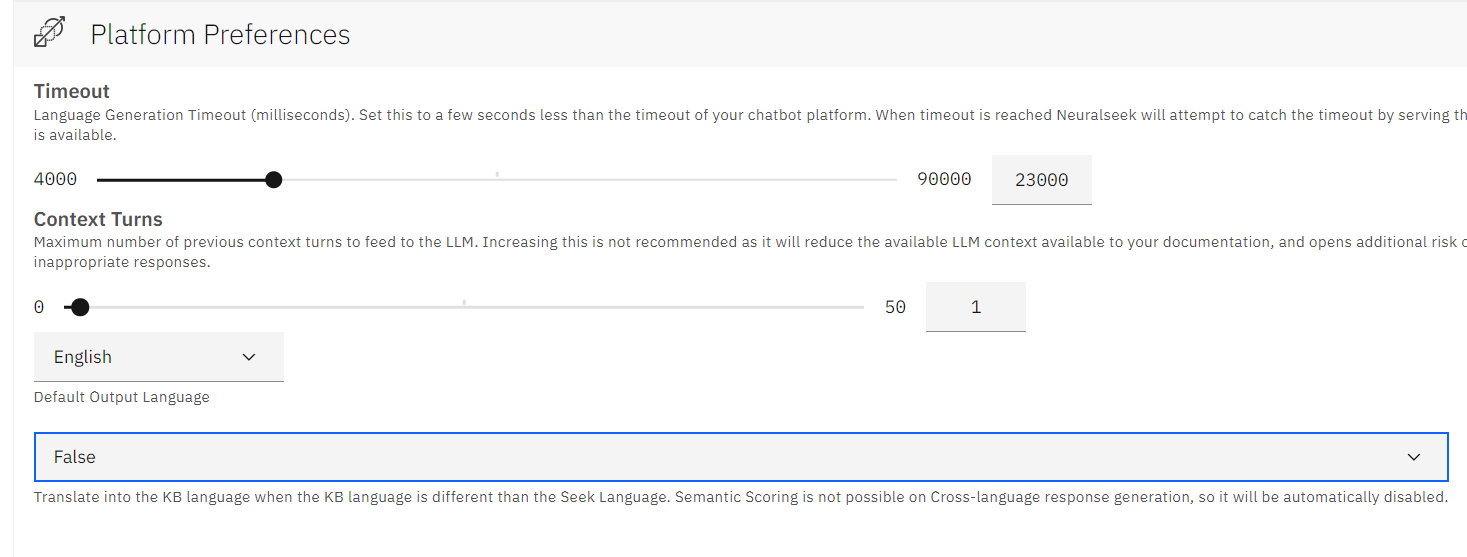 Platform Preferences
Timeout
Language Generation Timeout (milliseconds). Set this to a few seconds less than the timeout of your chatbot platform. When timeout is reached Neuralseek will attempt to catch the timeout by serving
is available.
4000 90000 23000
Context Turns
Maximum number of previous context turns to feed to the LLM. Increasing this is not recommended as it will reduce the available LLM context available to your documentation, and opens additional risk
inappropriate responses.
0 50 1
English
Default Output Language
False
Translate into the KB language when the KB language is different than the Seek Language. Semantic Scoring is not possible on Cross-language response generation, so it will be automatically disabled.